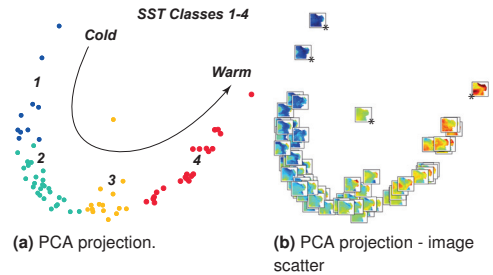 SST Classes 1-4
Cold
Warm
1
2
3
4
(a) PCA projection.
*
*
*
*
(b) PCA projection - image
scatter